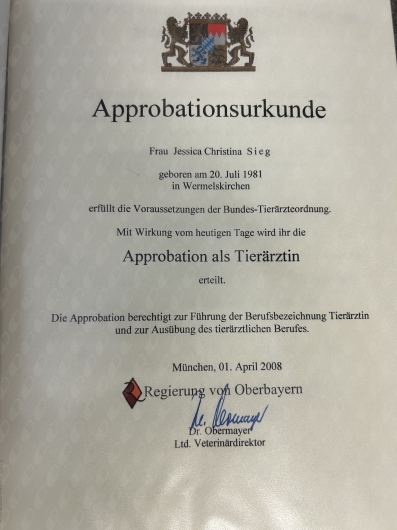 Approbationsurkunde
Frau Jessica Christina Sieg
geboren am 20. Juli 1981
in Wermelskirchen
erfüllt die Voraussetzungen der Bundes-Tierärzteordnung.
Mit Wirkung vom heutigen Tage wird ihr die
Approbation als Tierärztin
erteilt.
Die Approbation berechtigt zur Führung der Berufsbezeichnung Tierärztin
und zur Ausübung des tierärztlichen Berufes.
München, 01. April 2008
Regierung von Oberbayern
Dr. Obermayer
Ltd. Veterinärdirektor